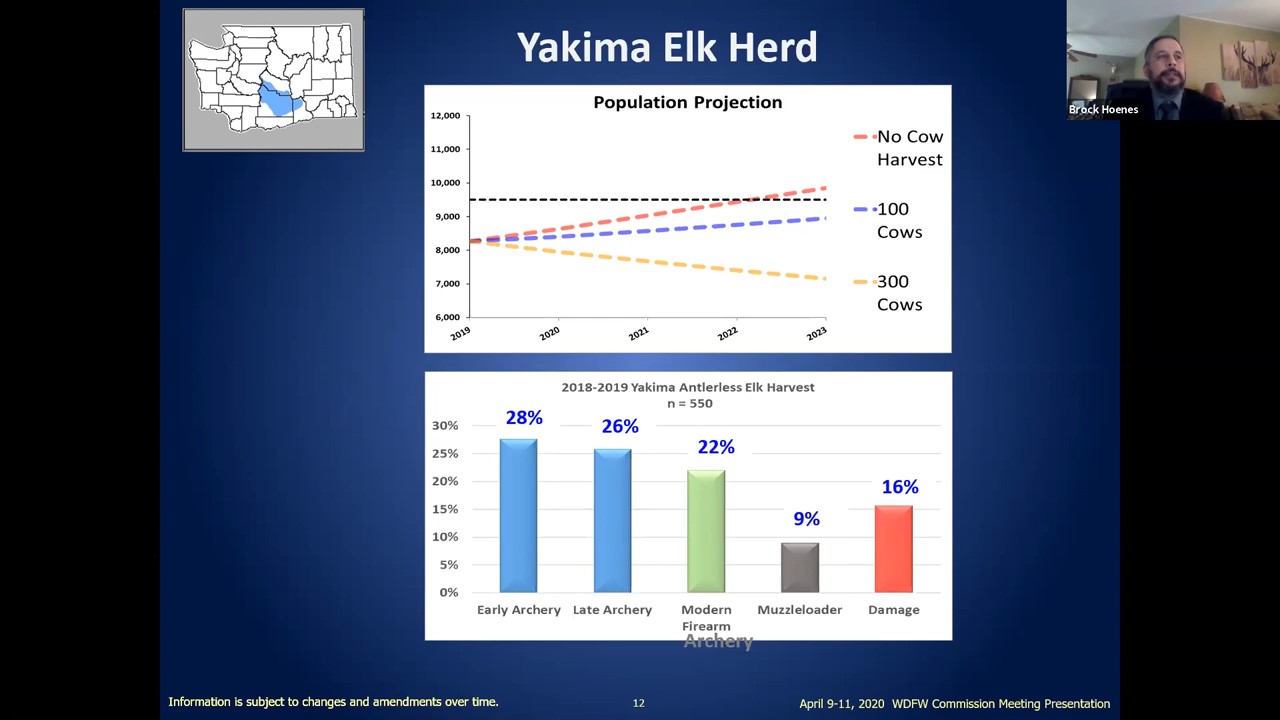 Yakima Elk Herd
Brock Hoenes
Population Projection
12,000
11,000
10,000
9,000
8,000
7,000
6,000
2019
2020
2021
2022
2023
No Cow
Harvest
100
Cows
300
Cows
2018-2019 Yakima Antlerless Elk Harvest
n = 550
30%
25%
20%
15%
10%
5%
0%
28%
26%
22%
9%
16%
Early Archery
Late Archery
Modern
Firearm
Muzzleloader
Damage
Archery
Information is subject to changes and amendments over time.
12
April 9-11, 2020 WDFW Commission Meeting Presentation